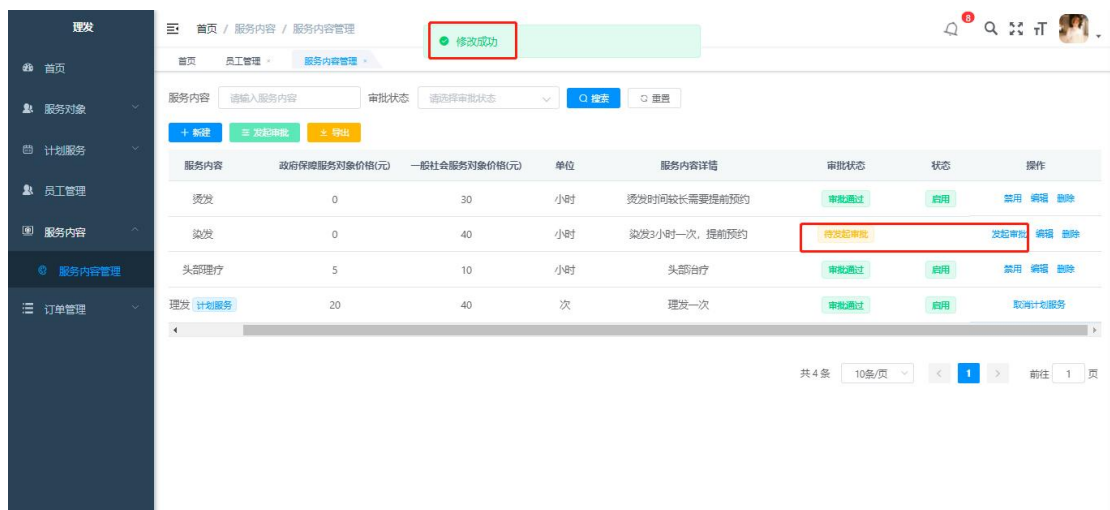 理发
首页 / 服务内容 / 服务内容管理
修改成功
8
首页
员工管理
服务内容管理
首页
服务对象
计划服务
员工管理
服务内容
服务内容管理
订单管理
服务内容 请输入服务内容 审批状态 请选择审批状态 搜索 重置
+ 新建 发起审批 导出
服务内容 政府保障服务对象价格(元) 一般社会服务对象价格(元) 单位 服务内容详情 审批状态 状态 操作
烫发 0 30 小时 烫发时间较长需要提前预约 审批通过 启用 禁用 编辑 删除
染发 0 40 小时 染发3小时一次，提前预约 待发起审批 发起审批 编辑 删除
头部理疗 5 10 小时 头部治疗 审批通过 启用 禁用 编辑 删除
理发 计划服务 20 40 次 理发一次 审批通过 启用 取消计划服务
共 4 条 10条/页 < 1 > 前往 1 页